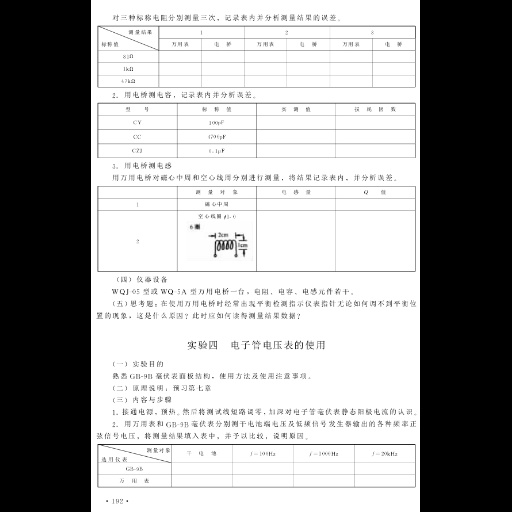 对三种标称电阻分别测量三次，记录表内并分析测量结果的误差。
测量结果 1 2 3
标称值 万用表 电桥 万用表 电桥 万用表 电桥
82Ω
1kΩ
47kΩ
2．用电桥测电容，记录表内并分析误差。
型号 标称值 实测值 损耗因数
CY 200pF
CC 4700pF
CZJ 1.1μF
3．用电桥测电感
用万用电桥对磁心中周和空心线圈分别进行测量，将结果记录表内，并分析误差。
测量对象 电感量 Q值
1 磁心中周
2 空心线圈 φ1.0
6圈
2cm
1cm
（四）仪器设备
WQJ-05 型或 WQ-5A 型万用电桥一台，电阻、电容、电感元件若干。
（五）思考题：在使用万用电桥时经常出现平衡检测指示仪表指针无论如何调不到平衡位
置的现象，这是什么原因？此时应如何读得测量结果数据？
实验四 电子管电压表的使用
（一）实验目的
熟悉 GB-9B 毫伏表面板结构、使用方法及使用注意事项。
（二）原理说明：预习第七章
（三）内容与步骤
1．接通电源，预热。然后将测试线短路调零，加深对电子管毫伏表静态阳极电流的认识。
2．用万用表和 GB-9B 毫伏表分别测干电池端电压及低频信号发生器输出的各种频率正
弦信号电压，将测量结果填入表中，并予以比较，说明原因。
测量对象 干电池 f＝100Hz f＝1000Hz f＝20kHz
选用仪表
GB-9B
万用表
·192·